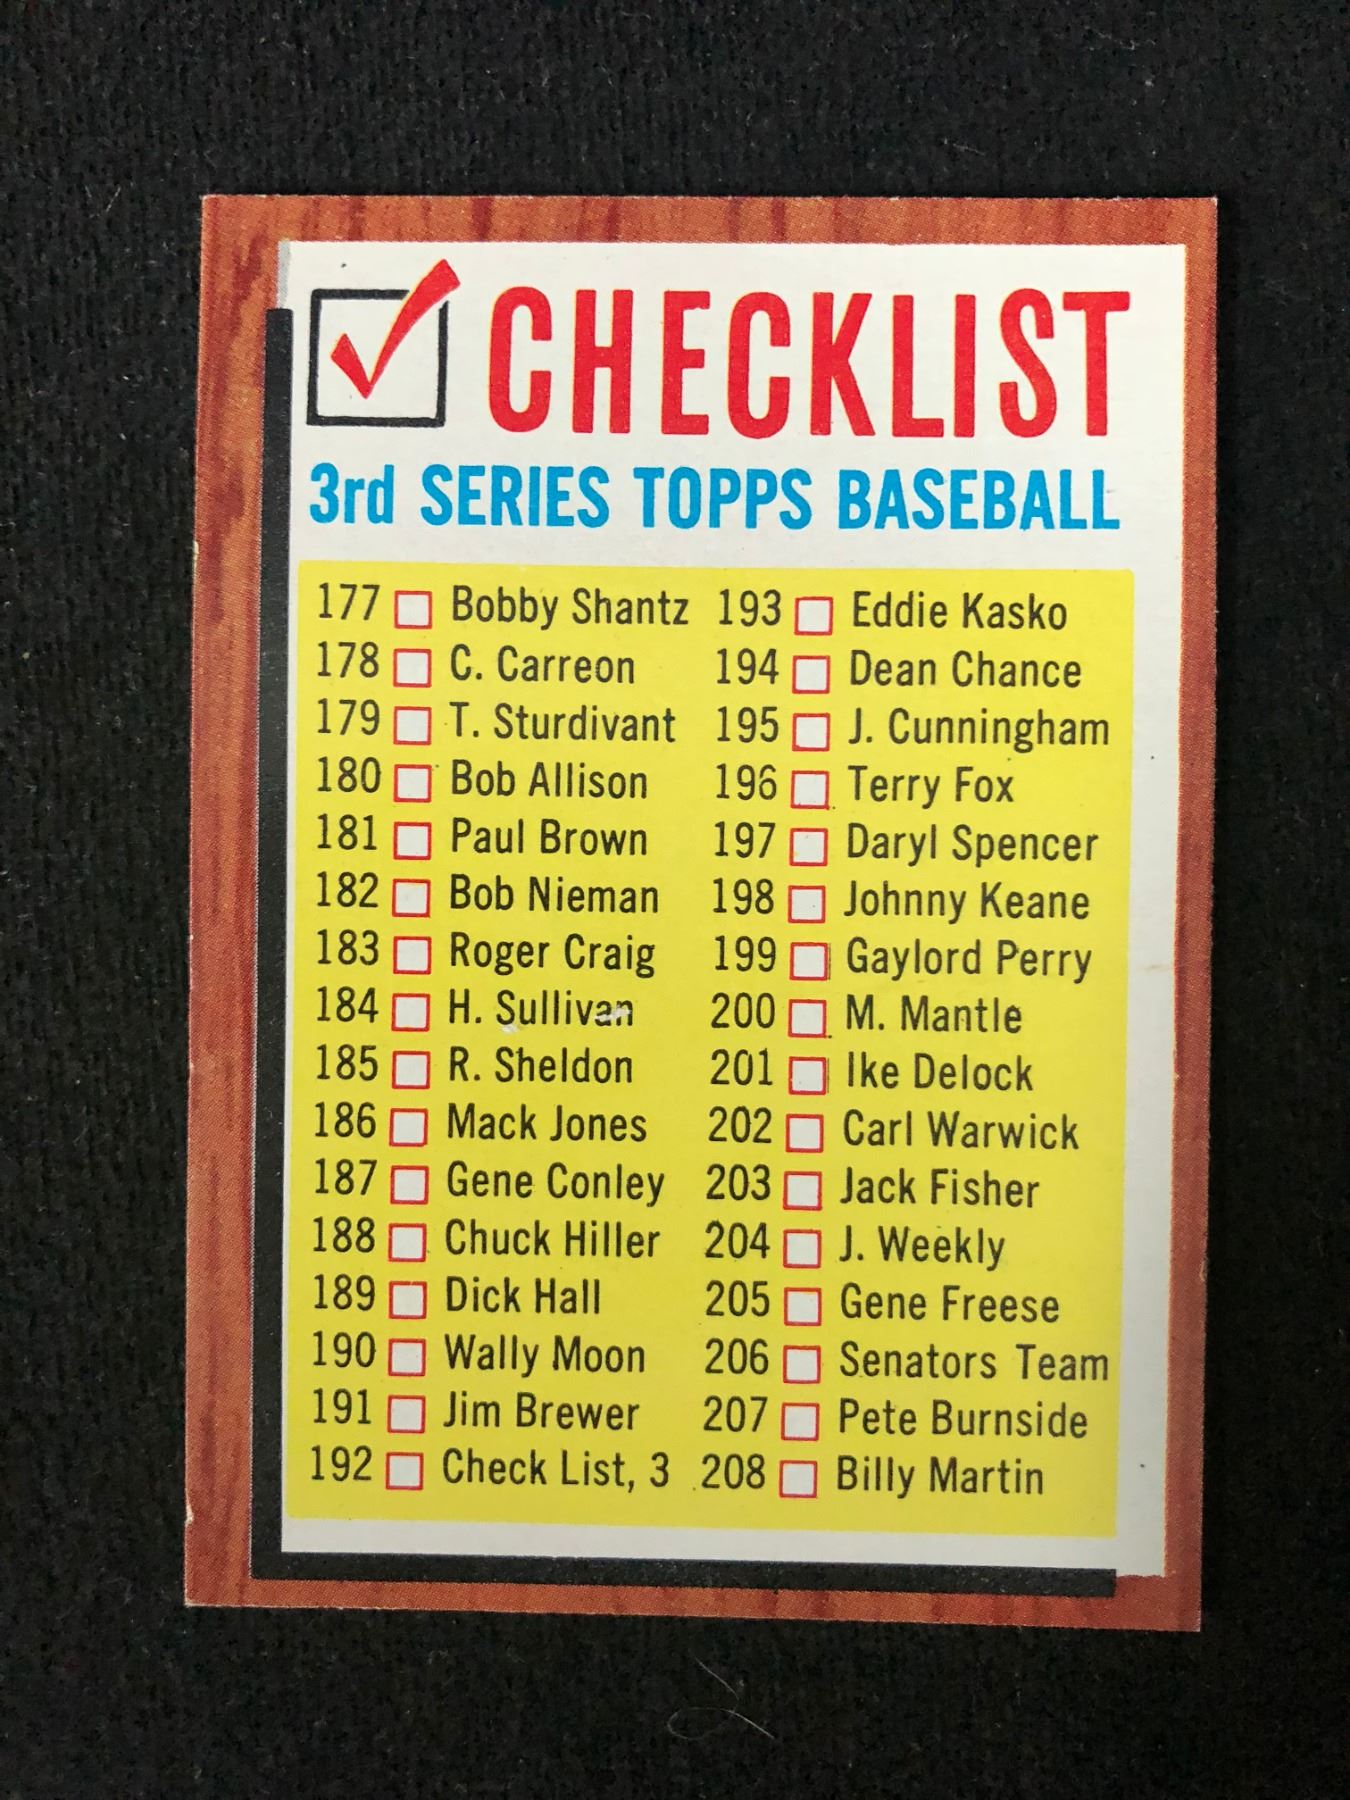 CHECKLIST
3rd SERIES TOPPS BASEBALL
177 Bobby Shantz
178 C. Carreon
179 T. Sturdivant
180 Bob Allison
181 Paul Brown
182 Bob Nieman
183 Roger Craig
184 H. Sullivan
185 R. Sheldon
186 Mack Jones
187 Gene Conley
188 Chuck Hiller
189 Dick Hall
190 Wally Moon
191 Jim Brewer
192 Check List, 3
193 Eddie Kasko
194 Dean Chance
195 J. Cunningham
196 Terry Fox
197 Daryl Spencer
198 Johnny Keane
199 Gaylord Perry
200 M. Mantle
201 Ike Delock
202 Carl Warwick
203 Jack Fisher
204 J. Weekly
205 Gene Freese
206 Senators Team
207 Pete Burnside
208 Billy Martin